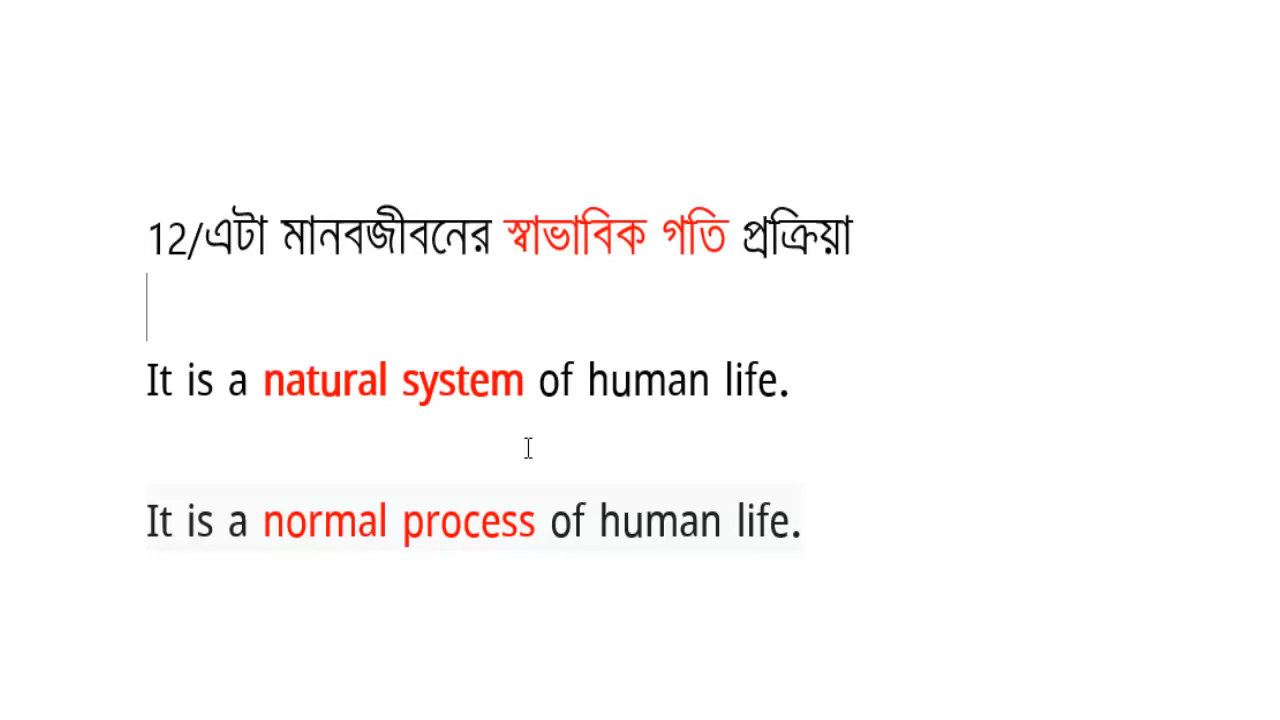 12/এটা মানবজীবনের স্বাভাবিক গতি প্রক্রিয়া
It is a natural system of human life.
It is a normal process of human life.